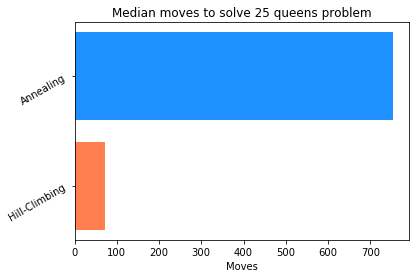 Median moves to solve 25 queens problem
Annealing
Hill-Climbing
0 100 200 300 400 500 600 700
Moves